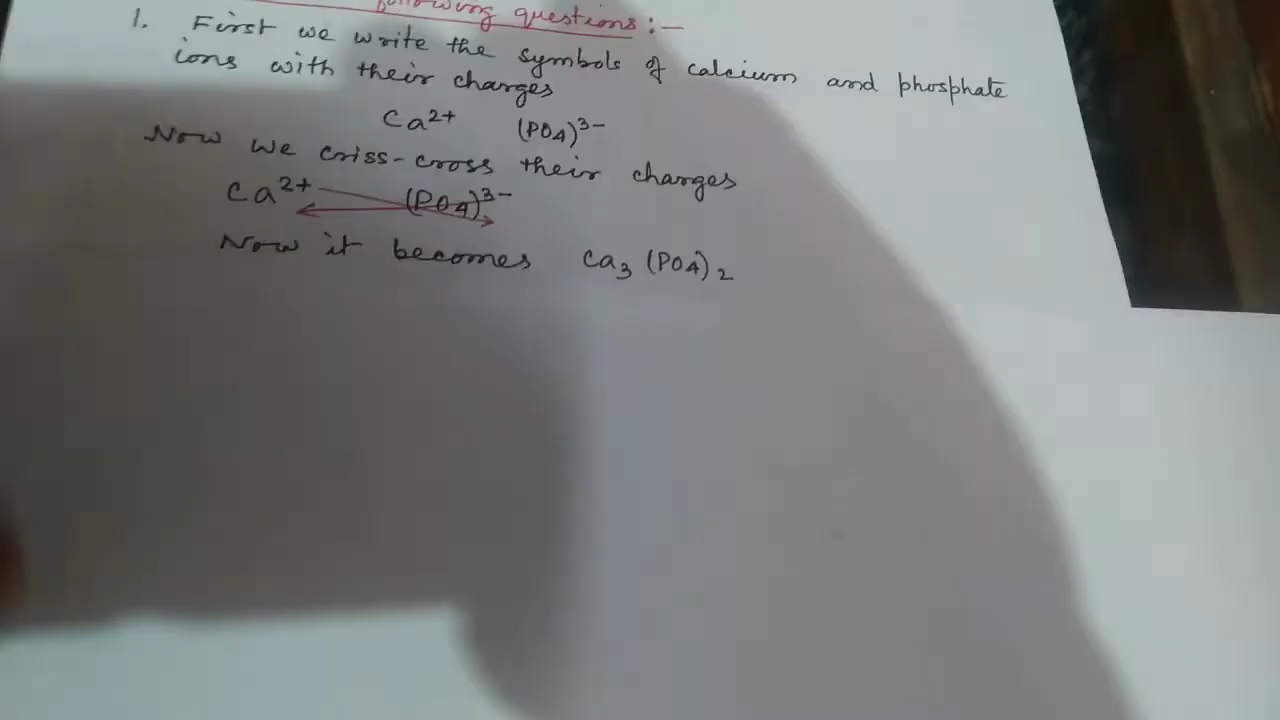 following questions:-
1. First we write the symbols of calcium and phosphate
ions with their charges
Ca²⁺ (PO₄)³⁻
Now we criss-cross their charges
Ca²⁺ (PO₄)³⁻
Now it becomes Ca₃(PO₄)₂